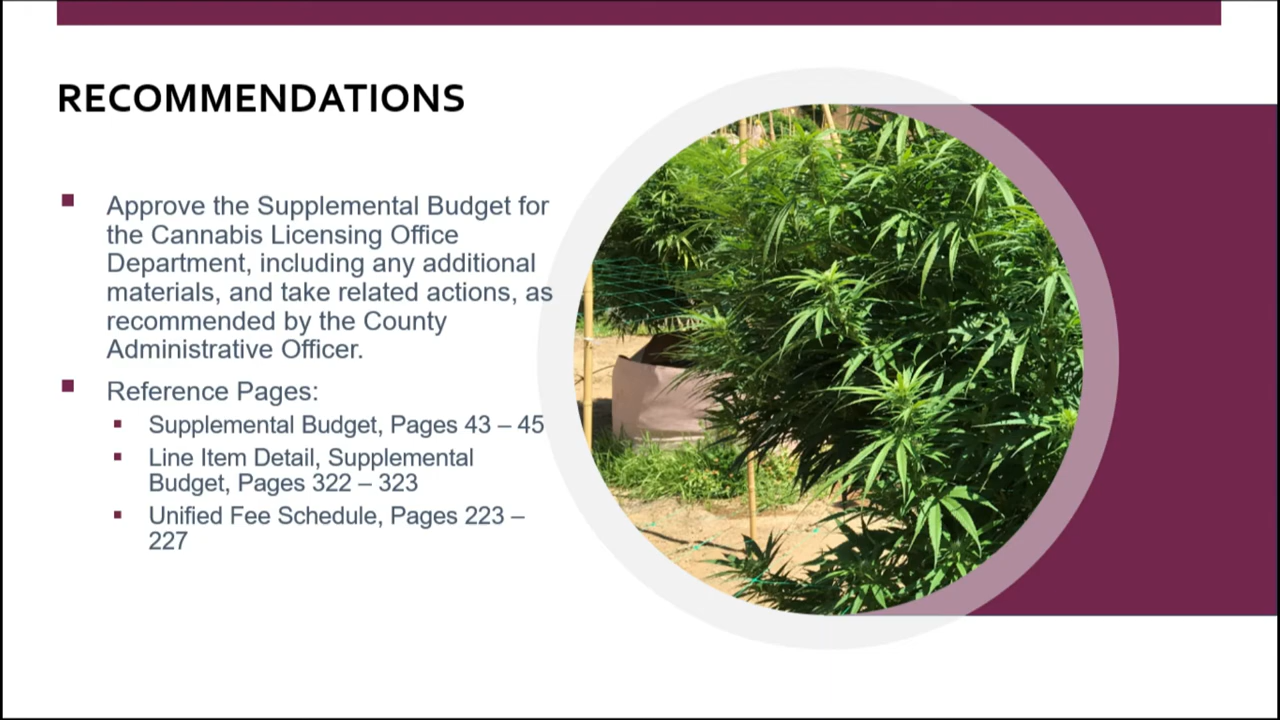 RECOMMENDATIONS
Approve the Supplemental Budget for
the Cannabis Licensing Office
Department, including any additional
materials, and take related actions, as
recommended by the County
Administrative Officer.
Reference Pages:
Supplemental Budget, Pages 43 – 45
Line Item Detail, Supplemental
Budget, Pages 322 – 323
Unified Fee Schedule, Pages 223 –
227